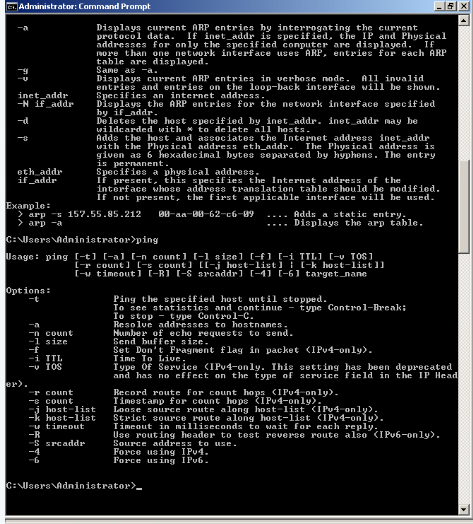 Administrator: Command Prompt
-a Displays current ARP entries by interrogating the current
protocol data. If inet_addr is specified, the IP and Physical
addresses for only the specified computer are displayed. If
more than one network interface uses ARP, entries for each ARP
table are displayed.
-g Same as -a.
-v Displays current ARP entries in verbose mode. All invalid
entries and entries on the loop-back interface will be shown.
inet_addr Specifies an internet address.
-N if_addr Displays the ARP entries for the network interface specified
by if_addr.
-d Deletes the host specified by inet_addr. inet_addr may be
wildcarded with * to delete all hosts.
-s Adds the host and associates the Internet address inet_addr
with the Physical address eth_addr. The Physical address is
given as 6 hexadecimal bytes separated by hyphens. The entry
is permanent.
eth_addr Specifies a physical address.
if_addr If present, this specifies the Internet address of the
interface whose address translation table should be modified.
If not present, the first applicable interface will be used.
Example:
> arp -s 157.55.85.212 00-aa-00-62-c6-09 .... Adds a static entry.
> arp -a .... Displays the arp table.
C:\Users\Administrator>ping
Usage: ping [-t] [-a] [-n count] [-l size] [-f] [-i TTL] [-v TOS]
[-r count] [-s count] [[-j host-list] | [-k host-list]]
[-w timeout] [-R] [-S srcaddr] [-4] [-6] target_name
Options:
-t Ping the specified host until stopped.
To see statistics and continue - type Control-Break;
To stop - type Control-C.
-a Resolve addresses to hostnames.
-n count Number of echo requests to send.
-l size Send buffer size.
-f Set Don't Fragment flag in packet (IPv4-only).
-i TTL Time To Live.
-v TOS Type Of Service (IPv4-only. This setting has been deprecated
and has no effect on the type of service field in the IP Head
er).
-r count Record route for count hops (IPv4-only).
-s count Timestamp for count hops (IPv4-only).
-j host-list Loose source route along host-list (IPv4-only).
-k host-list Strict source route along host-list (IPv4-only).
-w timeout Timeout in milliseconds to wait for each reply.
-R Use routing header to test reverse route also (IPv6-only).
-S srcaddr Source address to use.
-4 Force using IPv4.
-6 Force using IPv6.
C:\Users\Administrator>_